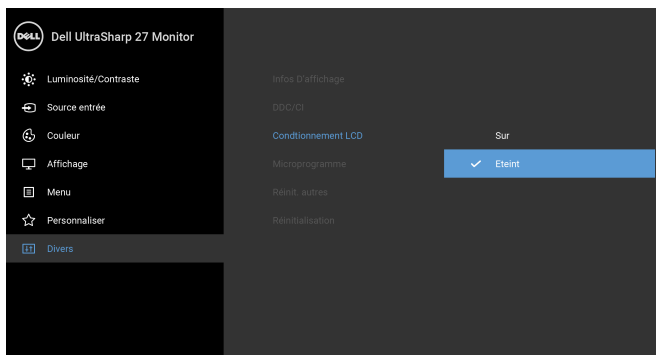 DELL Dell UltraSharp 27 Monitor
Luminosité/Contraste
Source entrée
Couleur
Affichage
Menu
Personnaliser
Divers
Infos D'affichage
DDC/CI
Condtionnement LCD
Microprogramme
Réinit. autres
Réinitialisation
Sur
Eteint